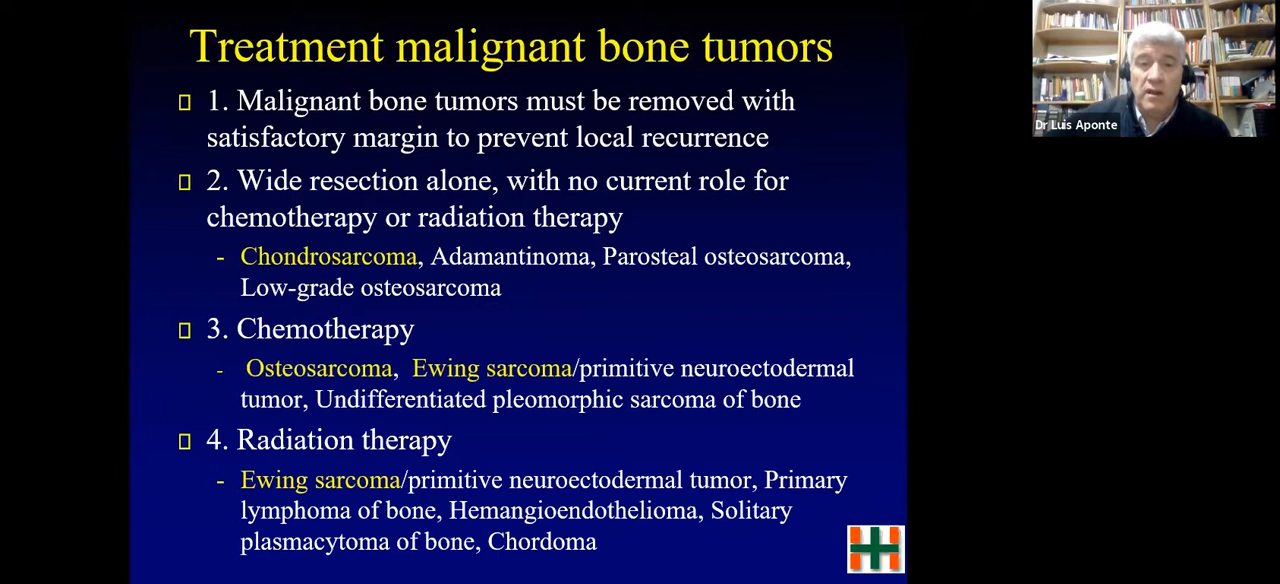 Treatment malignant bone tumors
1. Malignant bone tumors must be removed with
satisfactory margin to prevent local recurrence
2. Wide resection alone, with no current role for
chemotherapy or radiation therapy
- Chondrosarcoma, Adamantinoma, Parosteal osteosarcoma,
Low-grade osteosarcoma
3. Chemotherapy
- Osteosarcoma, Ewing sarcoma/primitive neuroectodermal
tumor, Undifferentiated pleomorphic sarcoma of bone
4. Radiation therapy
- Ewing sarcoma/primitive neuroectodermal tumor, Primary
lymphoma of bone, Hemangioendothelioma, Solitary
plasmacytoma of bone, Chordoma
Dr Luis Aponte